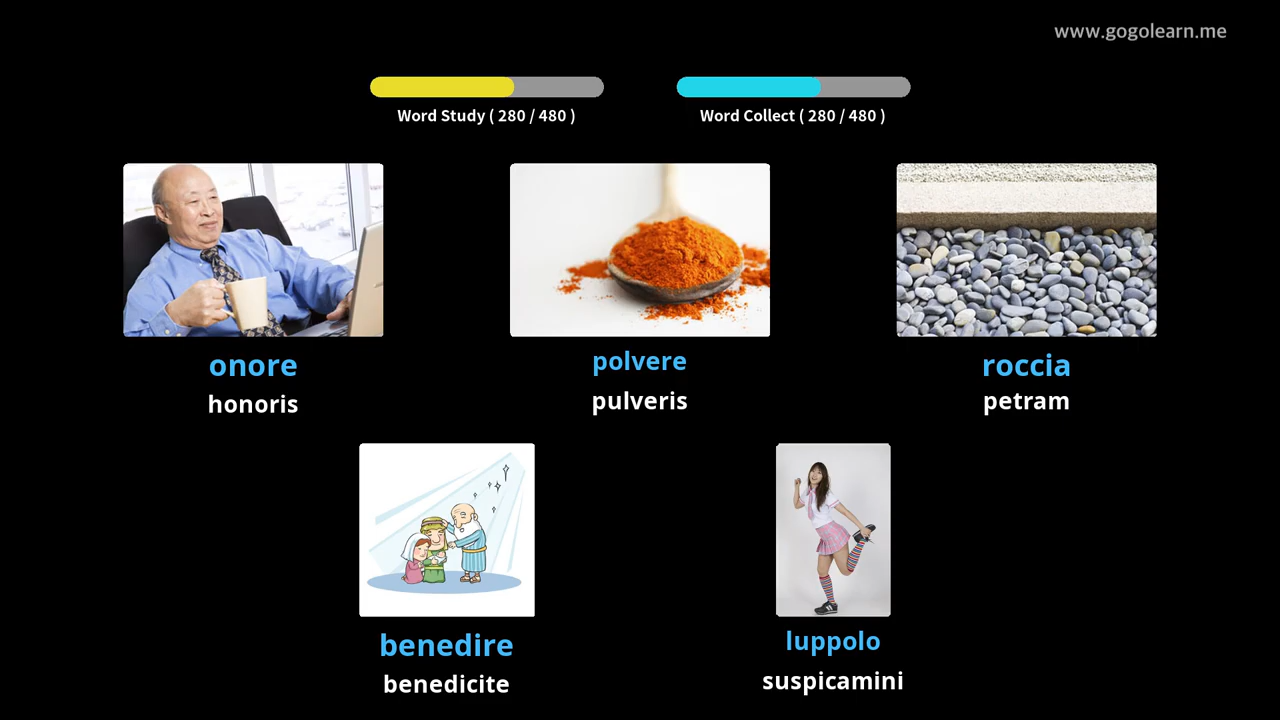 www.gogolearn.me
Word Study ( 280 / 480 )
Word Collect ( 280 / 480 )
onore
honoris
polvere
pulveris
roccia
petram
benedire
benedicite
luppolo
suspicamini